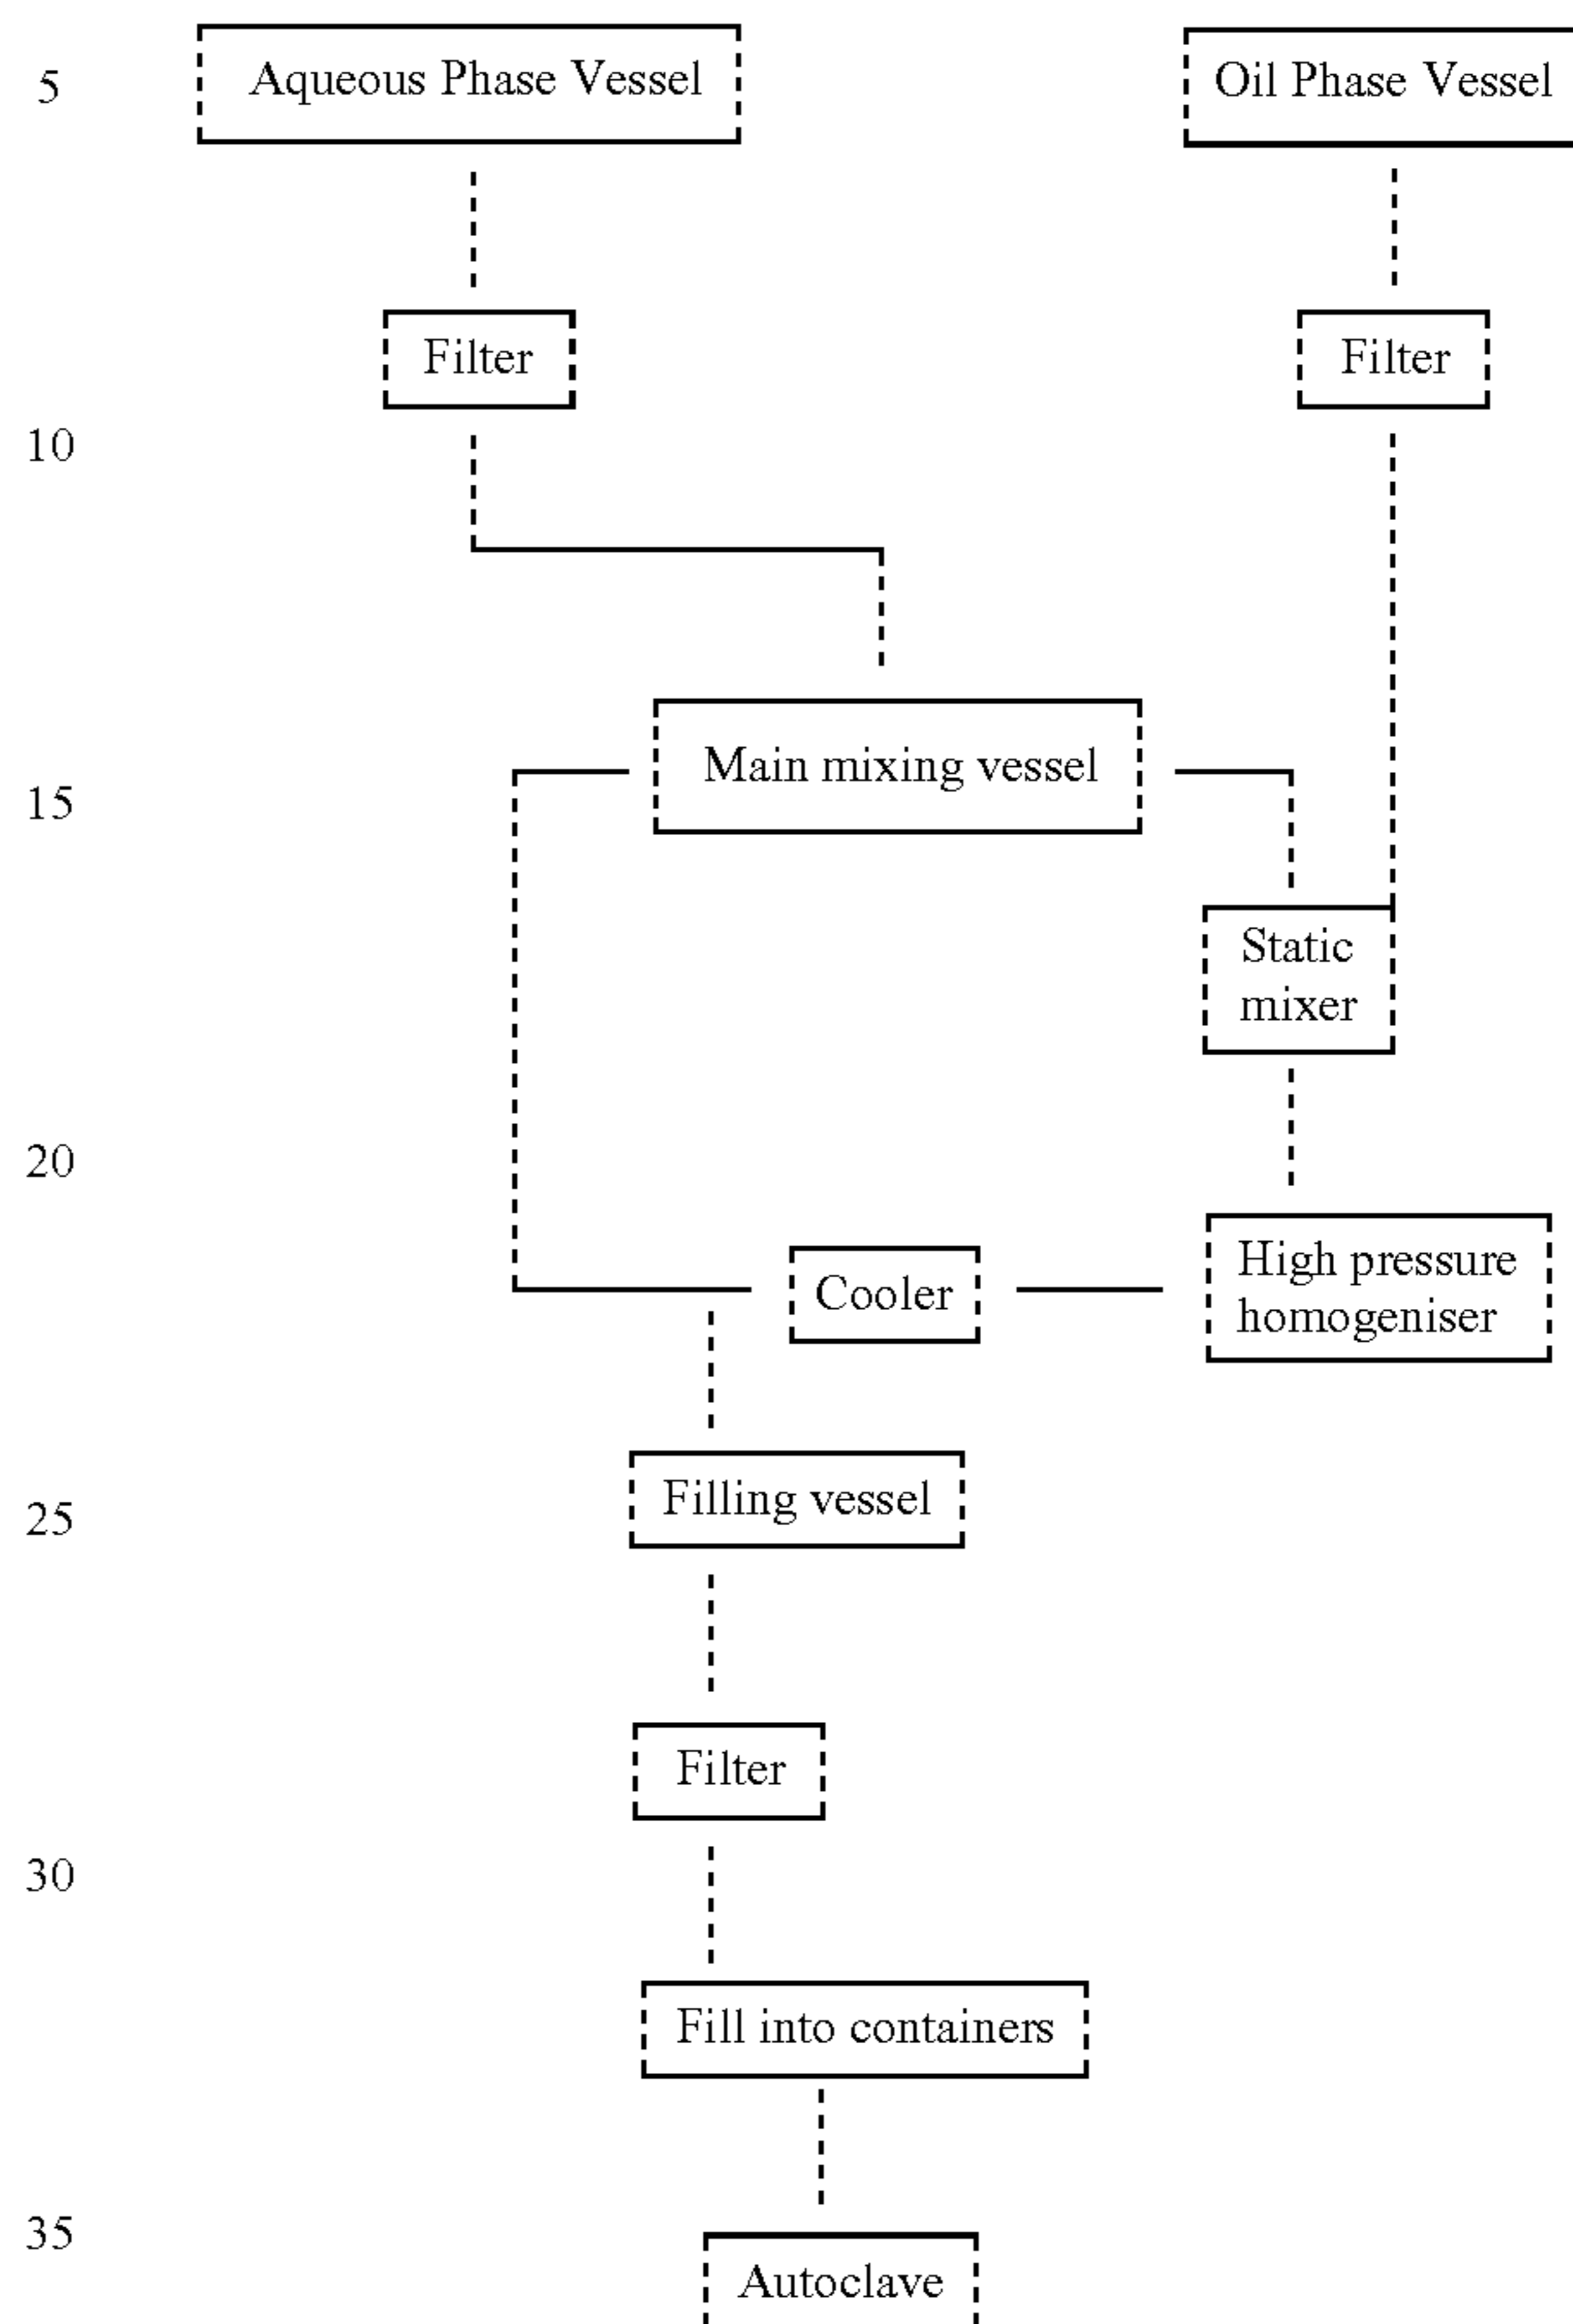 5 Aqueous Phase Vessel Oil Phase Vessel
Filter Filter
10
Main mixing vessel
15
Static
mixer
20
High pressure
homogeniser
Cooler
Filling vessel
25
Filter
30
Fill into containers
35
Autoclave